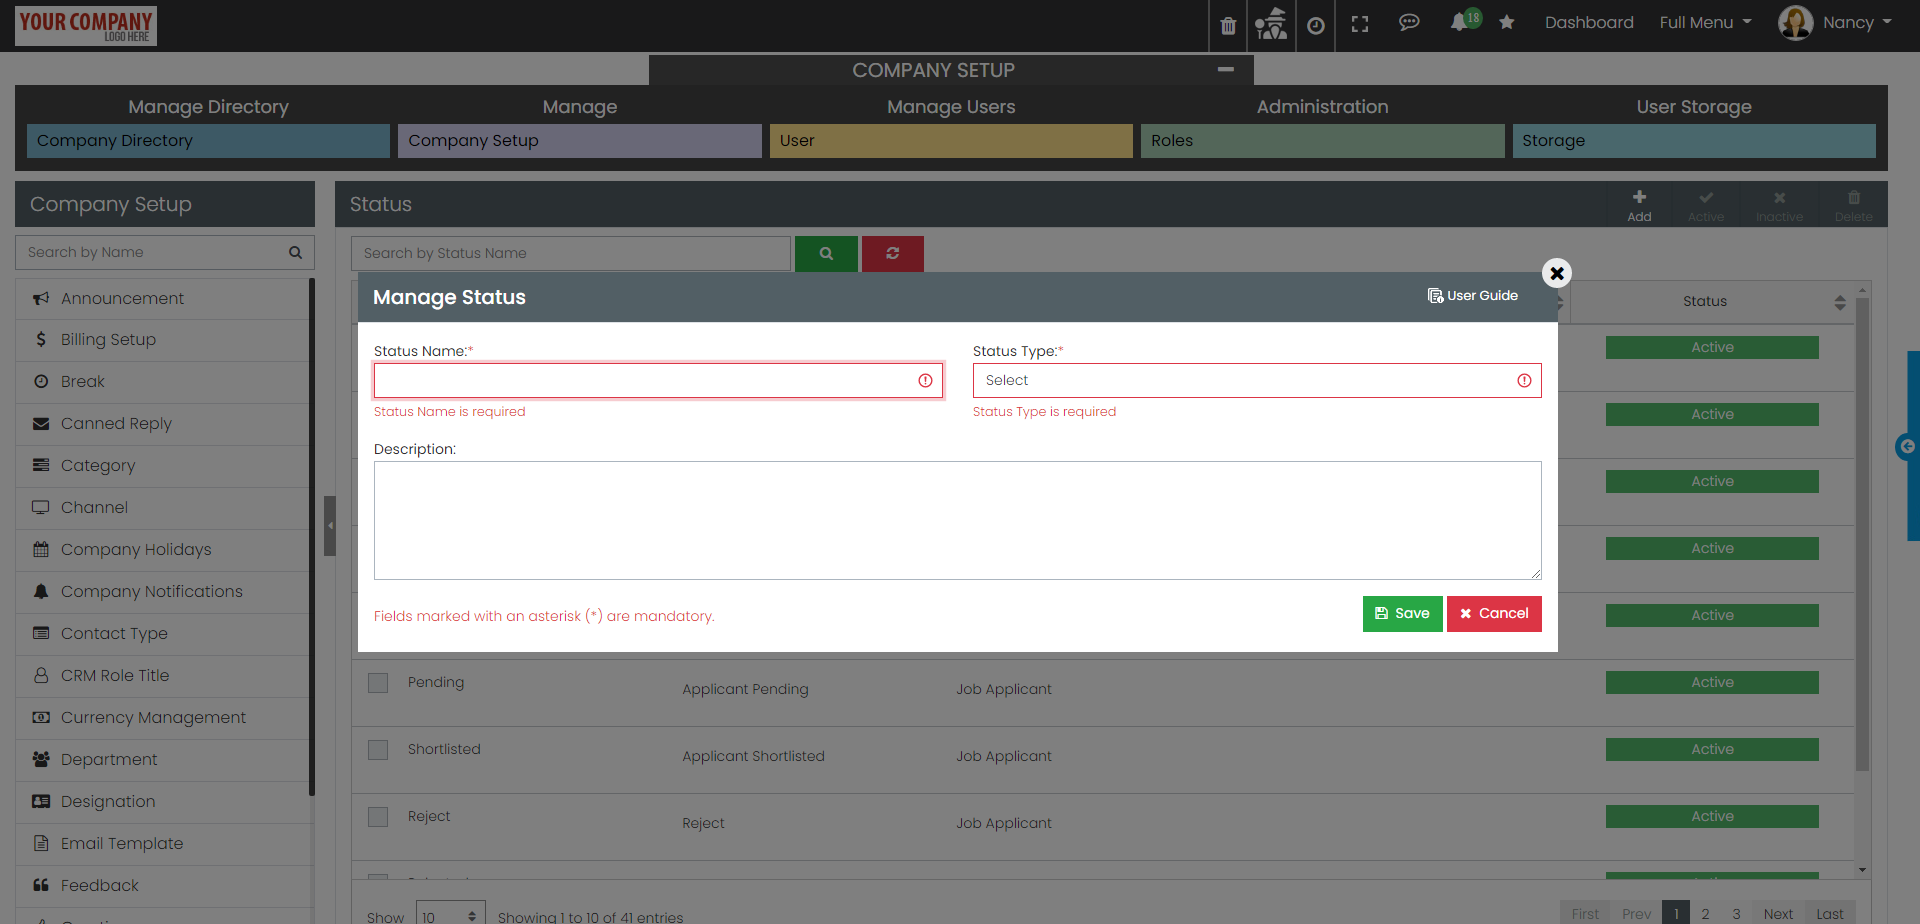 YOUR COMPANY
LOGO HERE
18
Dashboard
Full Menu
Nancy
COMPANY SETUP
Manage Directory
Manage
Manage Users
Administration
User Storage
Company Directory
Company Setup
User
Roles
Storage
Company Setup
Status
Add
Active
Inactive
Delete
Search by Name
Search by Status Name
Announcement
Billing Setup
Break
Canned Reply
Category
Channel
Company Holidays
Company Notifications
Contact Type
CRM Role Title
Currency Management
Department
Designation
Email Template
Feedback
Manage Status
User Guide
Status Name:*
Status Type:*
Select
Status Name is required
Status Type is required
Description:
Fields marked with an asterisk (*) are mandatory.
Save
Cancel
Status
Active
Active
Active
Active
Active
Pending
Applicant Pending
Job Applicant
Active
Shortlisted
Applicant Shortlisted
Job Applicant
Active
Reject
Reject
Job Applicant
Active
Show 10 Showing 1 to 10 of 41 entries
First Prev 1 2 3 Next Last